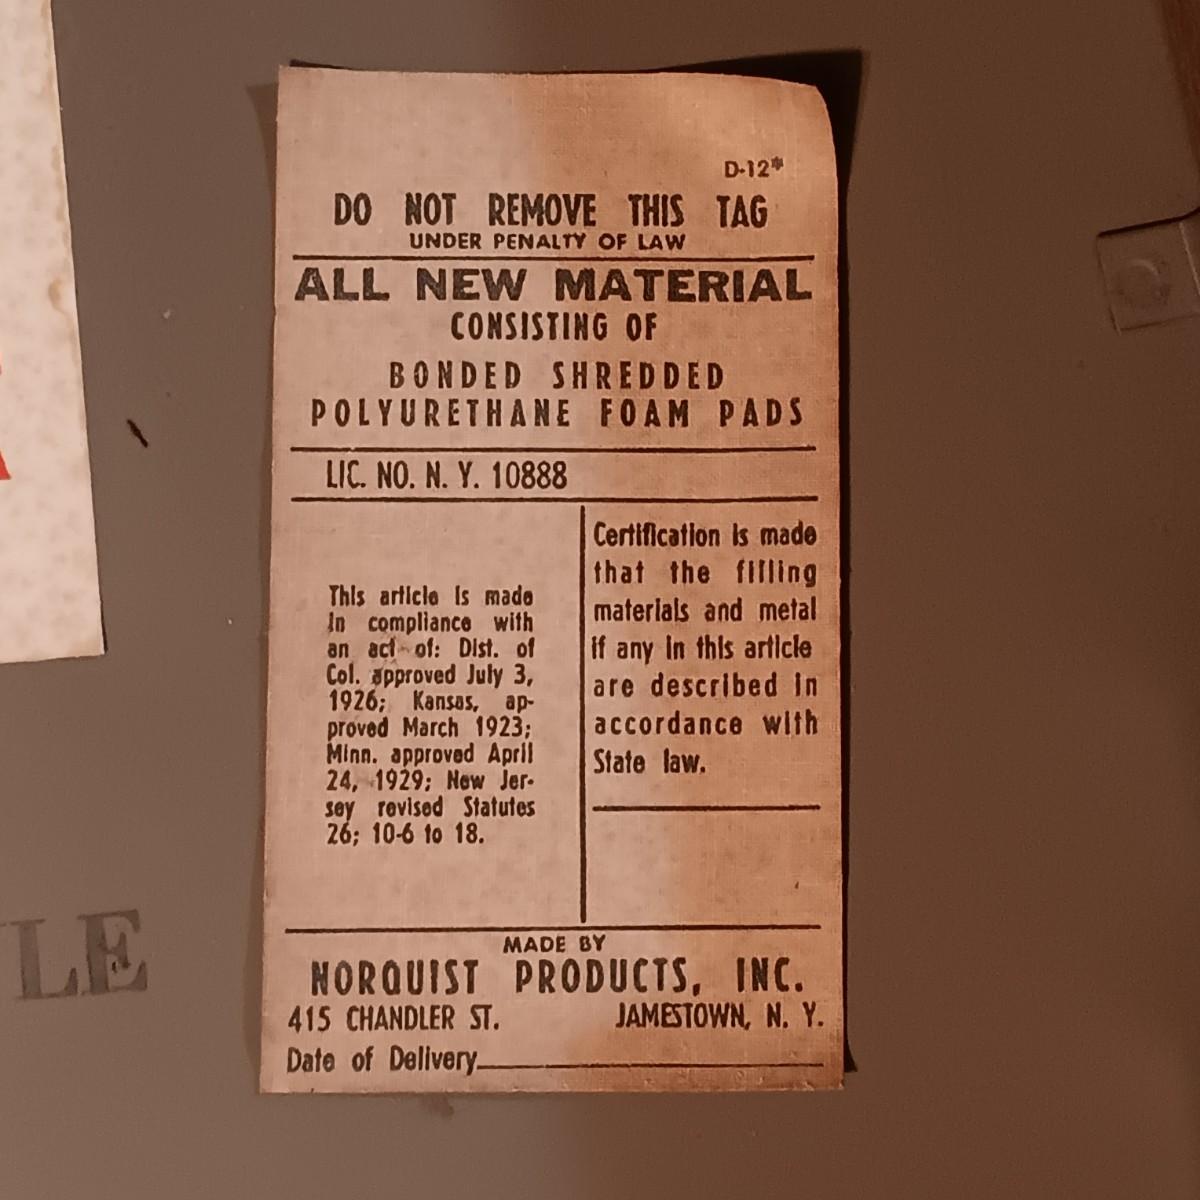 D-12*
DO NOT REMOVE THIS TAG
UNDER PENALTY OF LAW
ALL NEW MATERIAL
CONSISTING OF
BONDED SHREDDED
POLYURETHANE FOAM PADS
LIC. NO. N. Y. 10888
This article is made
in compliance with
an act of: Dist. of
Col. approved July 3,
1926; Kansas, ap-
proved March 1923;
Minn. approved April
24, 1929; New Jer-
sey revised Statutes
26; 10-6 to 18.
Certification is made
that the filling
materials and metal
if any in this article
are described in
accordance with
State law.
MADE BY
NORQUIST PRODUCTS, INC.
415 CHANDLER ST. JAMESTOWN, N. Y.
Date of Delivery